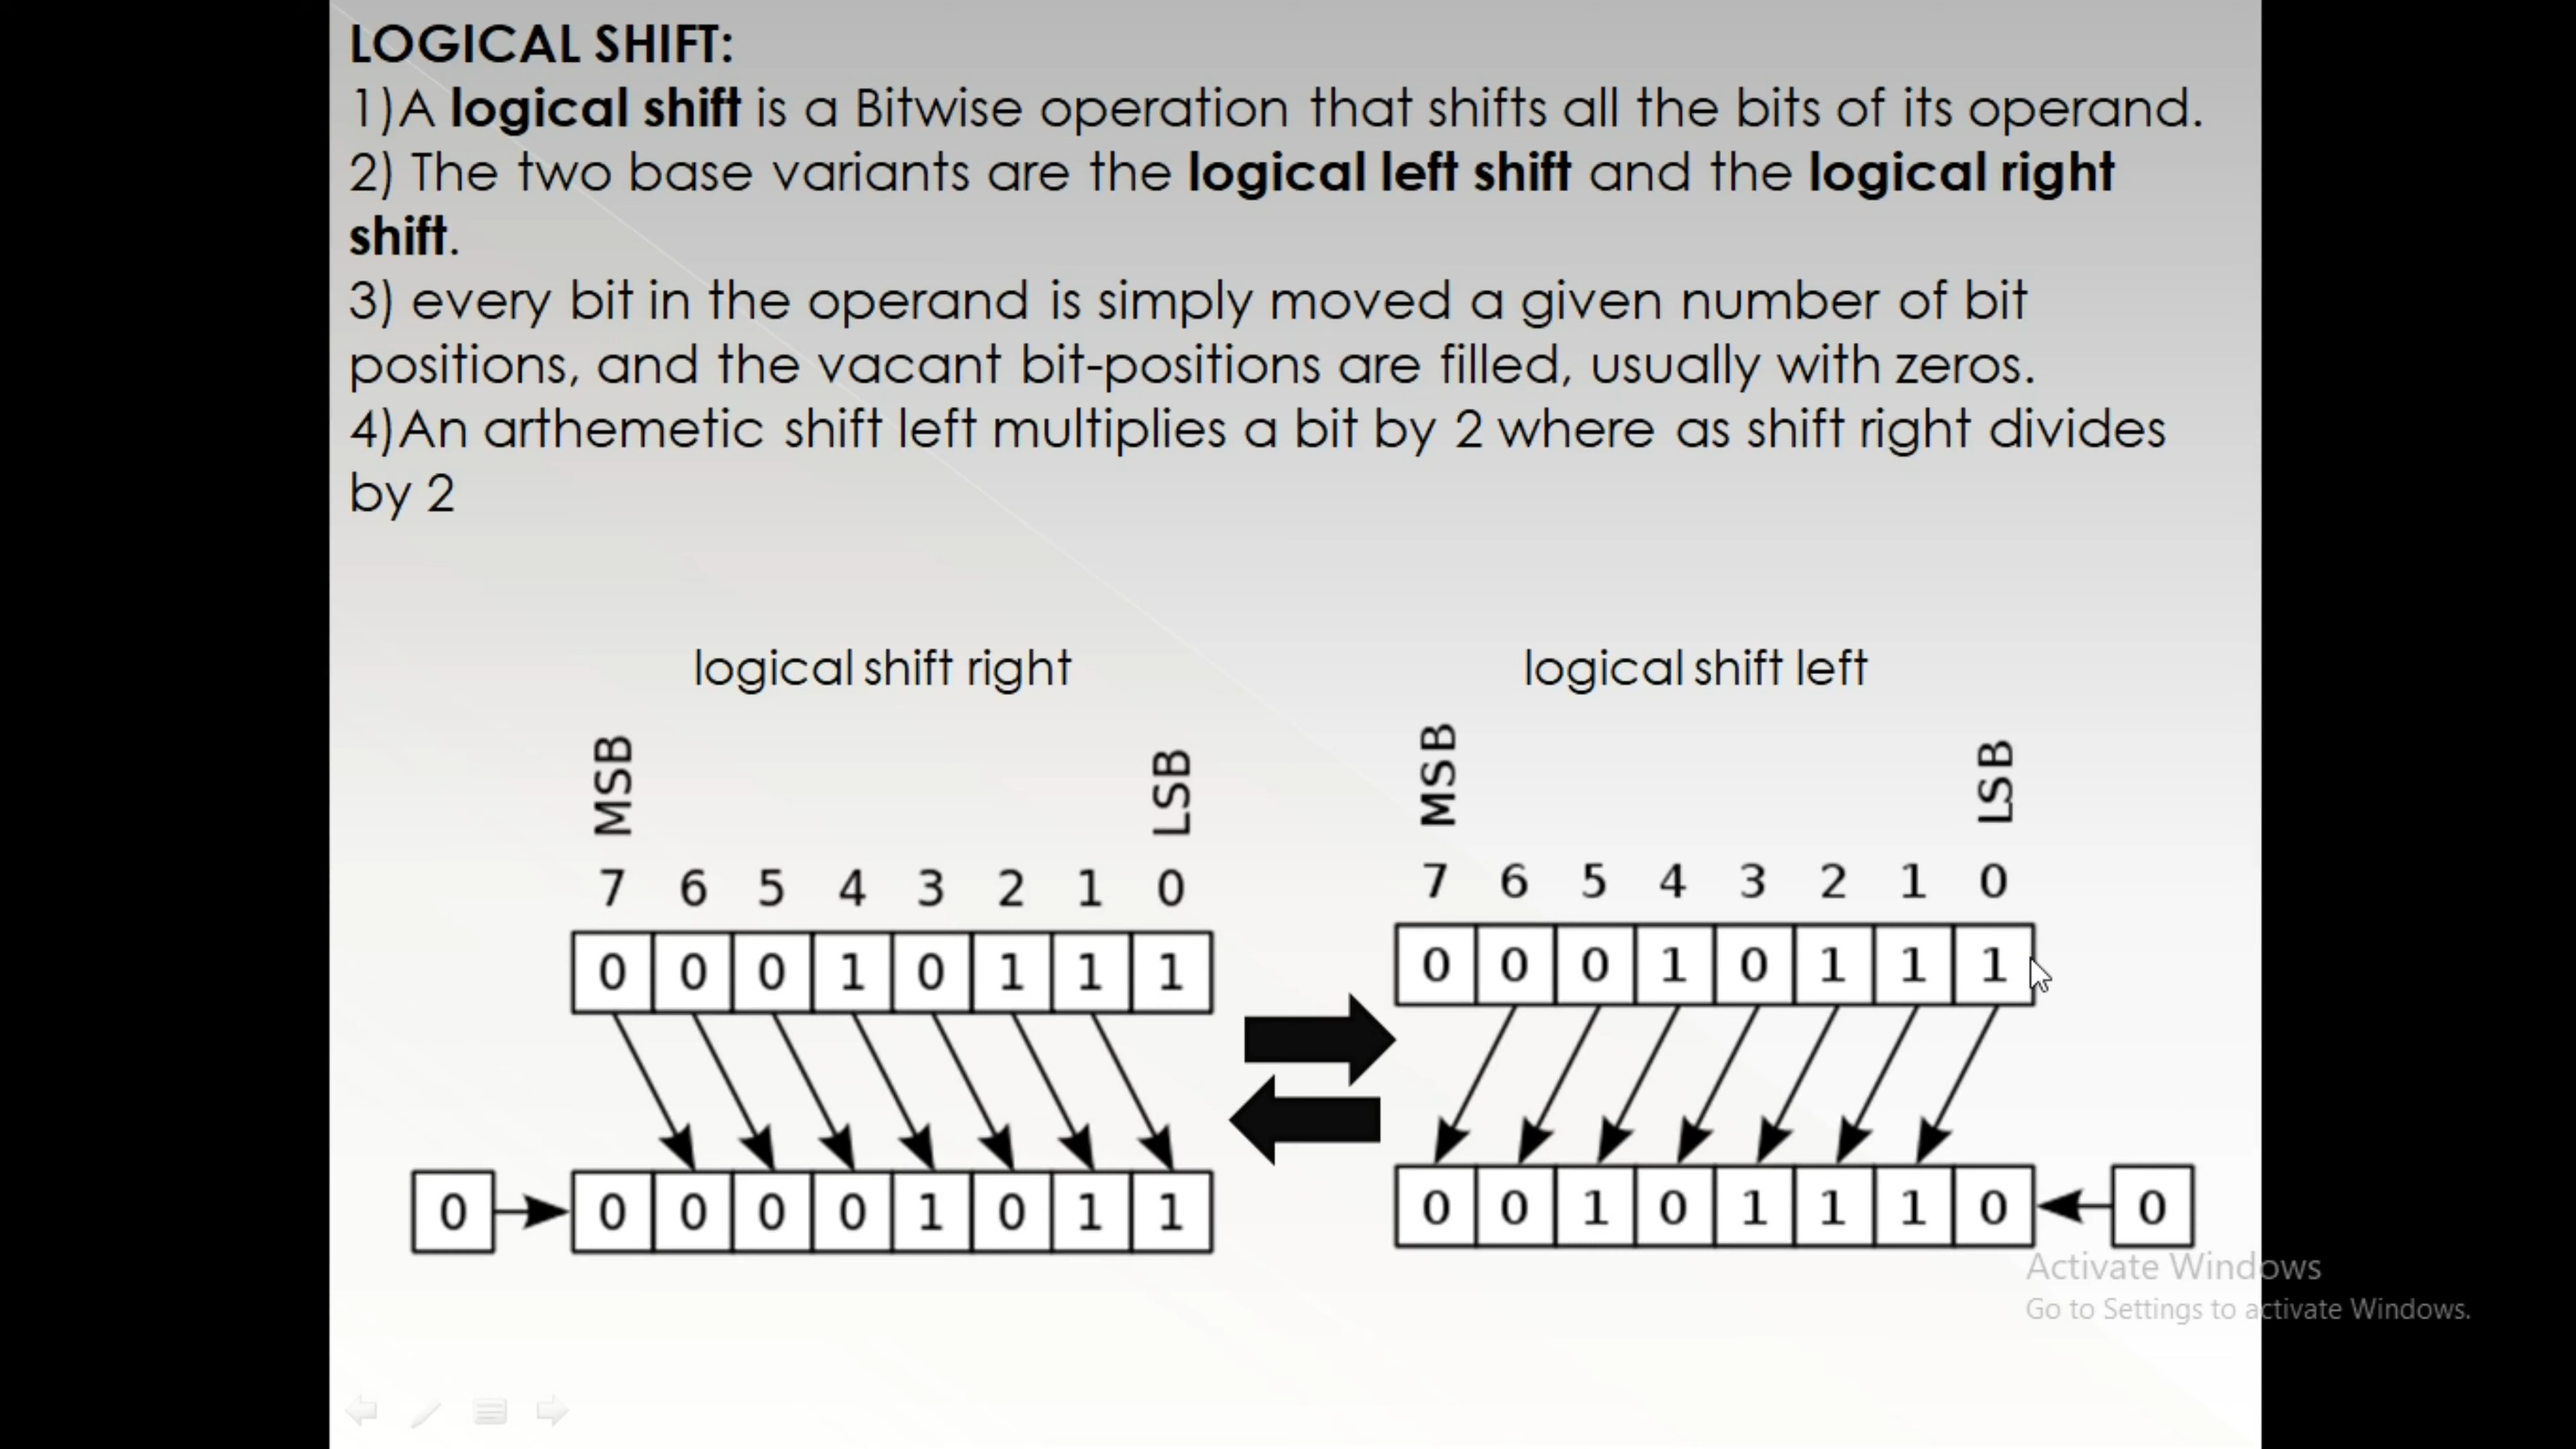 LOGICAL SHIFT:
1)A logical shift is a Bitwise operation that shifts all the bits of its operand.
2) The two base variants are the logical left shift and the logical right
shift.
3) every bit in the operand is simply moved a given number of bit
positions, and the vacant bit-positions are filled, usually with zeros.
4)An arthemetic shift left multiplies a bit by 2 where as shift right divides
by 2
logical shift right
MSB
LSB
7 6 5 4 3 2 1 0
0 0 0 1 0 1 1 1
0 0 0 0 0 1 0 1 1
logical shift left
MSB
LSB
7 6 5 4 3 2 1 0
0 0 0 1 0 1 1 1
0 0 1 0 1 1 1 0 0
Activate Windows
Go to Settings to activate Windows.